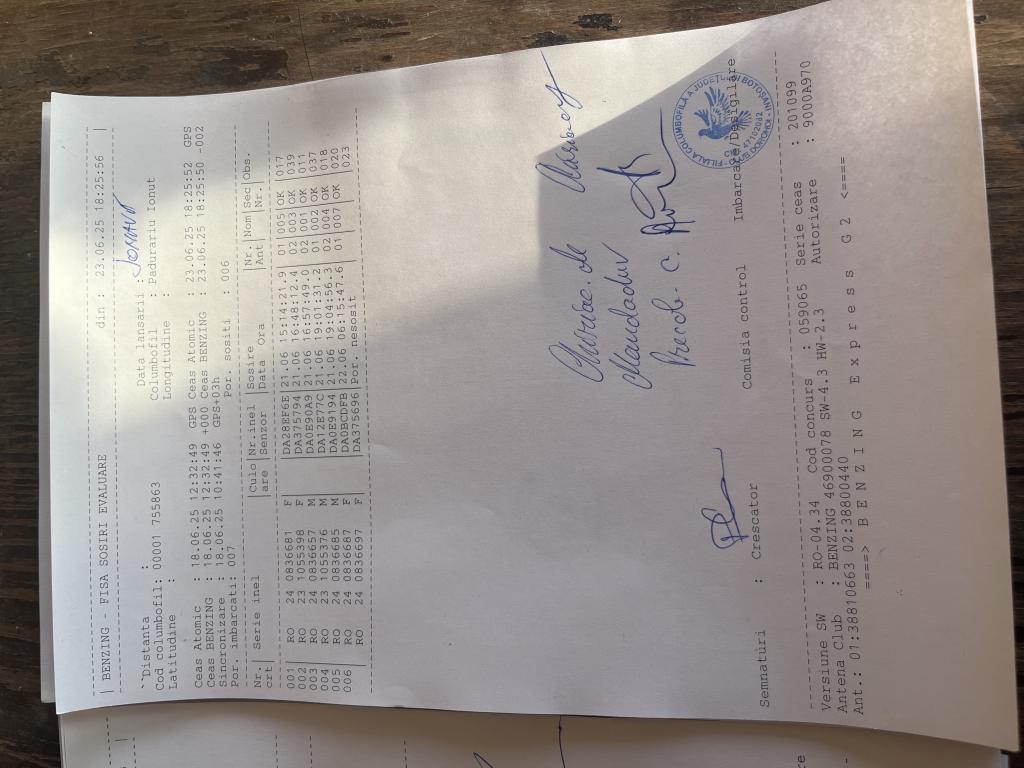 | BENZING - FISA SOSIRI EVALUARE din : 23.06.25 18:25:56 |
Distanta : Data lansarii :
Cod columbofil: 00001 755863 Columbofil : Padurariu Ionut
Latitudine : Longitudine :
Ceas Atomic : 18.06.25 12:32:49 GPS Ceas Atomic : 23.06.25 18:25:52 GPS
Ceas BENZING : 18.06.25 12:32:49 +000 Ceas BENZING : 23.06.25 18:25:50 -002
Sincronizare : 18.06.25 10:41:46 GPS+03h
Por. imbarcati: 007 Por. sositi : 006
Nr| Serie inel |Culo|Nr.inel |Sosire |Nr.|Nom|Sec|Obs.
crt |are |Senzor |Data Ora |Ant| |Nr.|
001| RO 24 0836681 F |DA28EF6E|21.06 15:14:21.9 |01 |005|OK |017
002| RO 23 1055398 F |DA375794|21.06 16:48:12.4 |02 |003|OK |039
003| RO 24 0836657 M |DA0E90A9|21.06 18:57:49.0 |02 |001|OK |011
004| RO 23 1055376 M |DA17E77C|21.06 19:01:31.2 |01 |002|OK |037
005| RO 24 0836685 M |DA0E9194|21.06 19:04:56.3 |02 |004|OK |018
006| RO 24 0836687 F |DA0BCDFB|22.06 06:15:47.6 |01 |007|OK |020
RO 24 0836697 F |DA375696|Por. nesosit |023
Semnaturi : Crescator Comisia control Imbarcare/Desigilare
Versiune SW : RO-04.34 Cod concurs : 059065 Serie ceas : 201099
Antena Club : BENZING 46900078 SW-4.3 HW-2.3 Autorizare : 9000A970
Ant.: 01:38810663 02:38800440
====> B E N Z I N G E x p r e s s G 2 <====